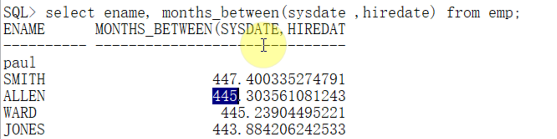 SQL> select ename, months_between(sysdate ,hiredate) from emp;
ENAME      MONTHS_BETWEEN(SYSDATE,HIREDAT
---------- ------------------------------
paul
SMITH 447.400335274791
ALLEN 445.303561081243
WARD 445.23904495221
JONES 443.884206242533